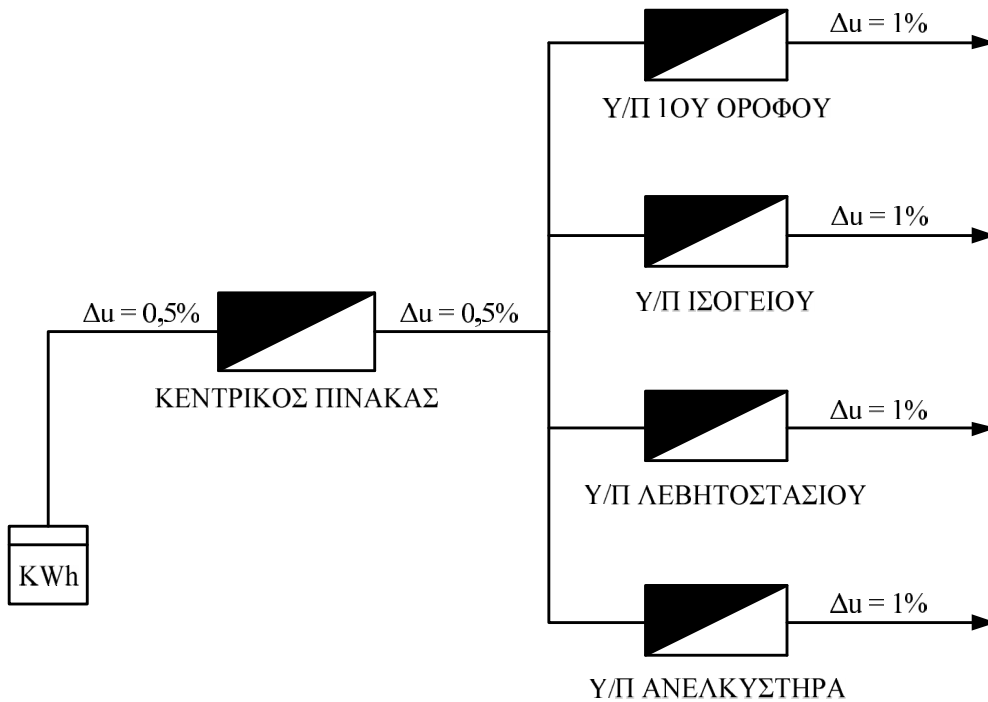 Δu = 1%
Υ/Π 1ΟΥ ΟΡΟΦΟΥ
Δu = 1%
Υ/Π ΙΣΟΓΕΙΟΥ
Δu = 0,5%
Δu = 0,5%
ΚΕΝΤΡΙΚΟΣ ΠΙΝΑΚΑΣ
Δu = 1%
Υ/Π ΛΕΒΗΤΟΣΤΑΣΙΟΥ
KWh
Δu = 1%
Υ/Π ΑΝΕΛΚΥΣΤΗΡΑ